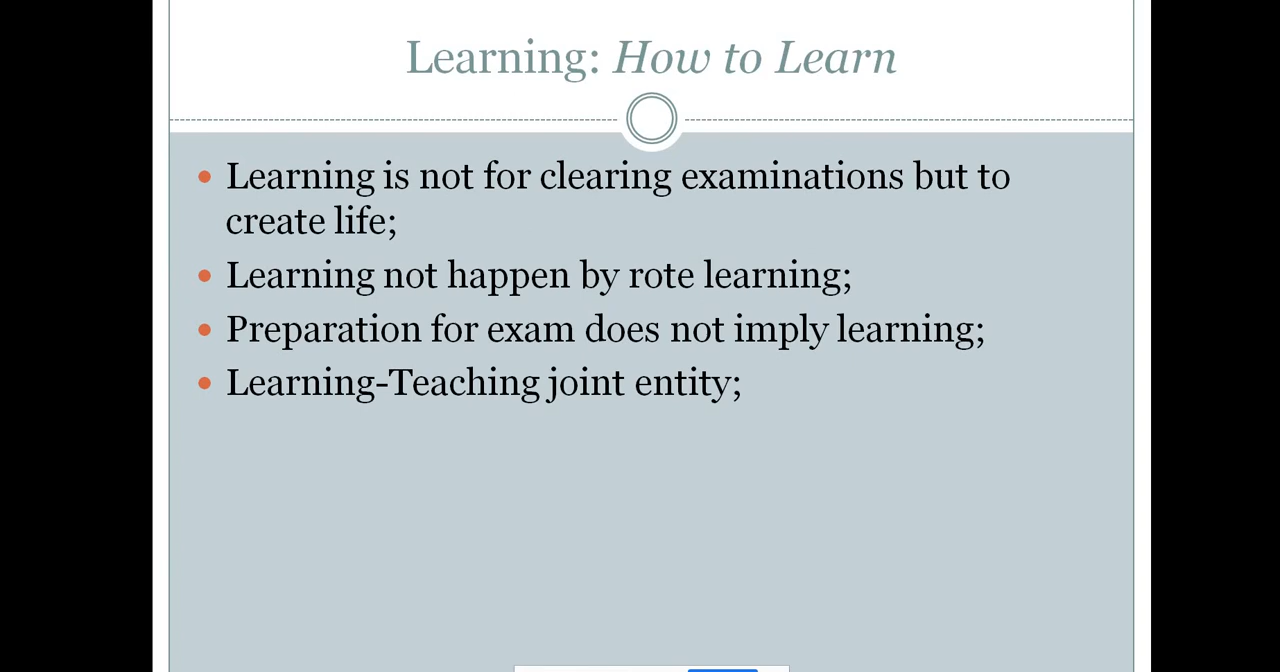 Learning: How to Learn
• Learning is not for clearing examinations but to
create life;
• Learning not happen by rote learning;
• Preparation for exam does not imply learning;
• Learning-Teaching joint entity;